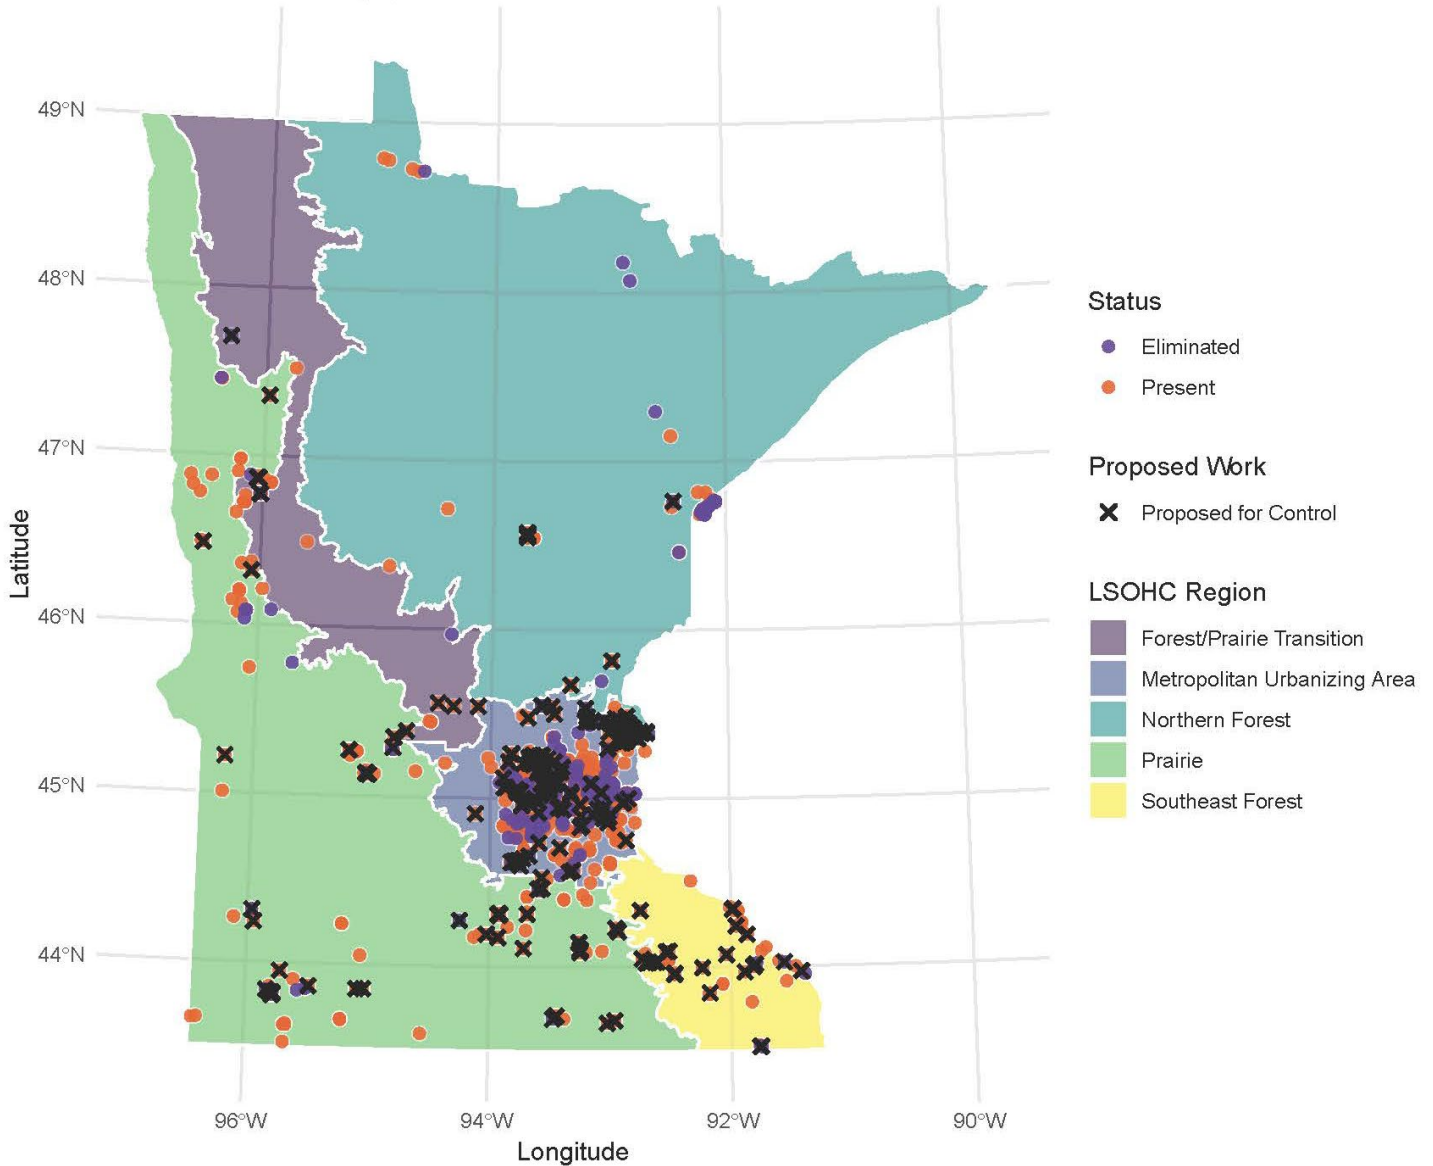 49°N
48°N
47°N
46°N
45°N
44°N
Latitude
96°W
94°W
92°W
90°W
Longitude
Status
Eliminated
Present
Proposed Work
Proposed for Control
LSOHC Region
Forest/Prairie Transition
Metropolitan Urbanizing Area
Northern Forest
Prairie
Southeast Forest